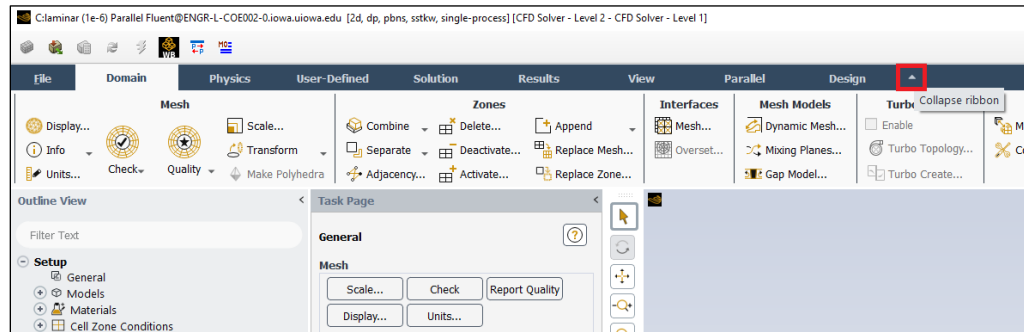 C:laminar (1e-6) Parallel Fluent@ENGR-L-COE002-0.iowa.uiowa.edu [2d, dp, pbns, sstkw, single-process] [CFD Solver - Level 2 - CFD Solver - Level 1]
WB
File Domain Physics User-Defined Solution Results View Parallel Design
Collapse ribbon
Mesh Zones Interfaces Mesh Models Turbo
Display... Scale... Combine Delete... Append Mesh... Dynamic Mesh... Enable
Info Transform Separate Deactivate... Replace Mesh... Overset... Mixing Planes... Turbo Topology...
Units... Check Quality Make Polyhedra Adjacency... Activate... Replace Zone... Gap Model... Turbo Create...
Outline View Task Page
Filter Text
General
Setup
General
Models
Materials
Cell Zone Conditions
Mesh
Scale... Check Report Quality
Display... Units...